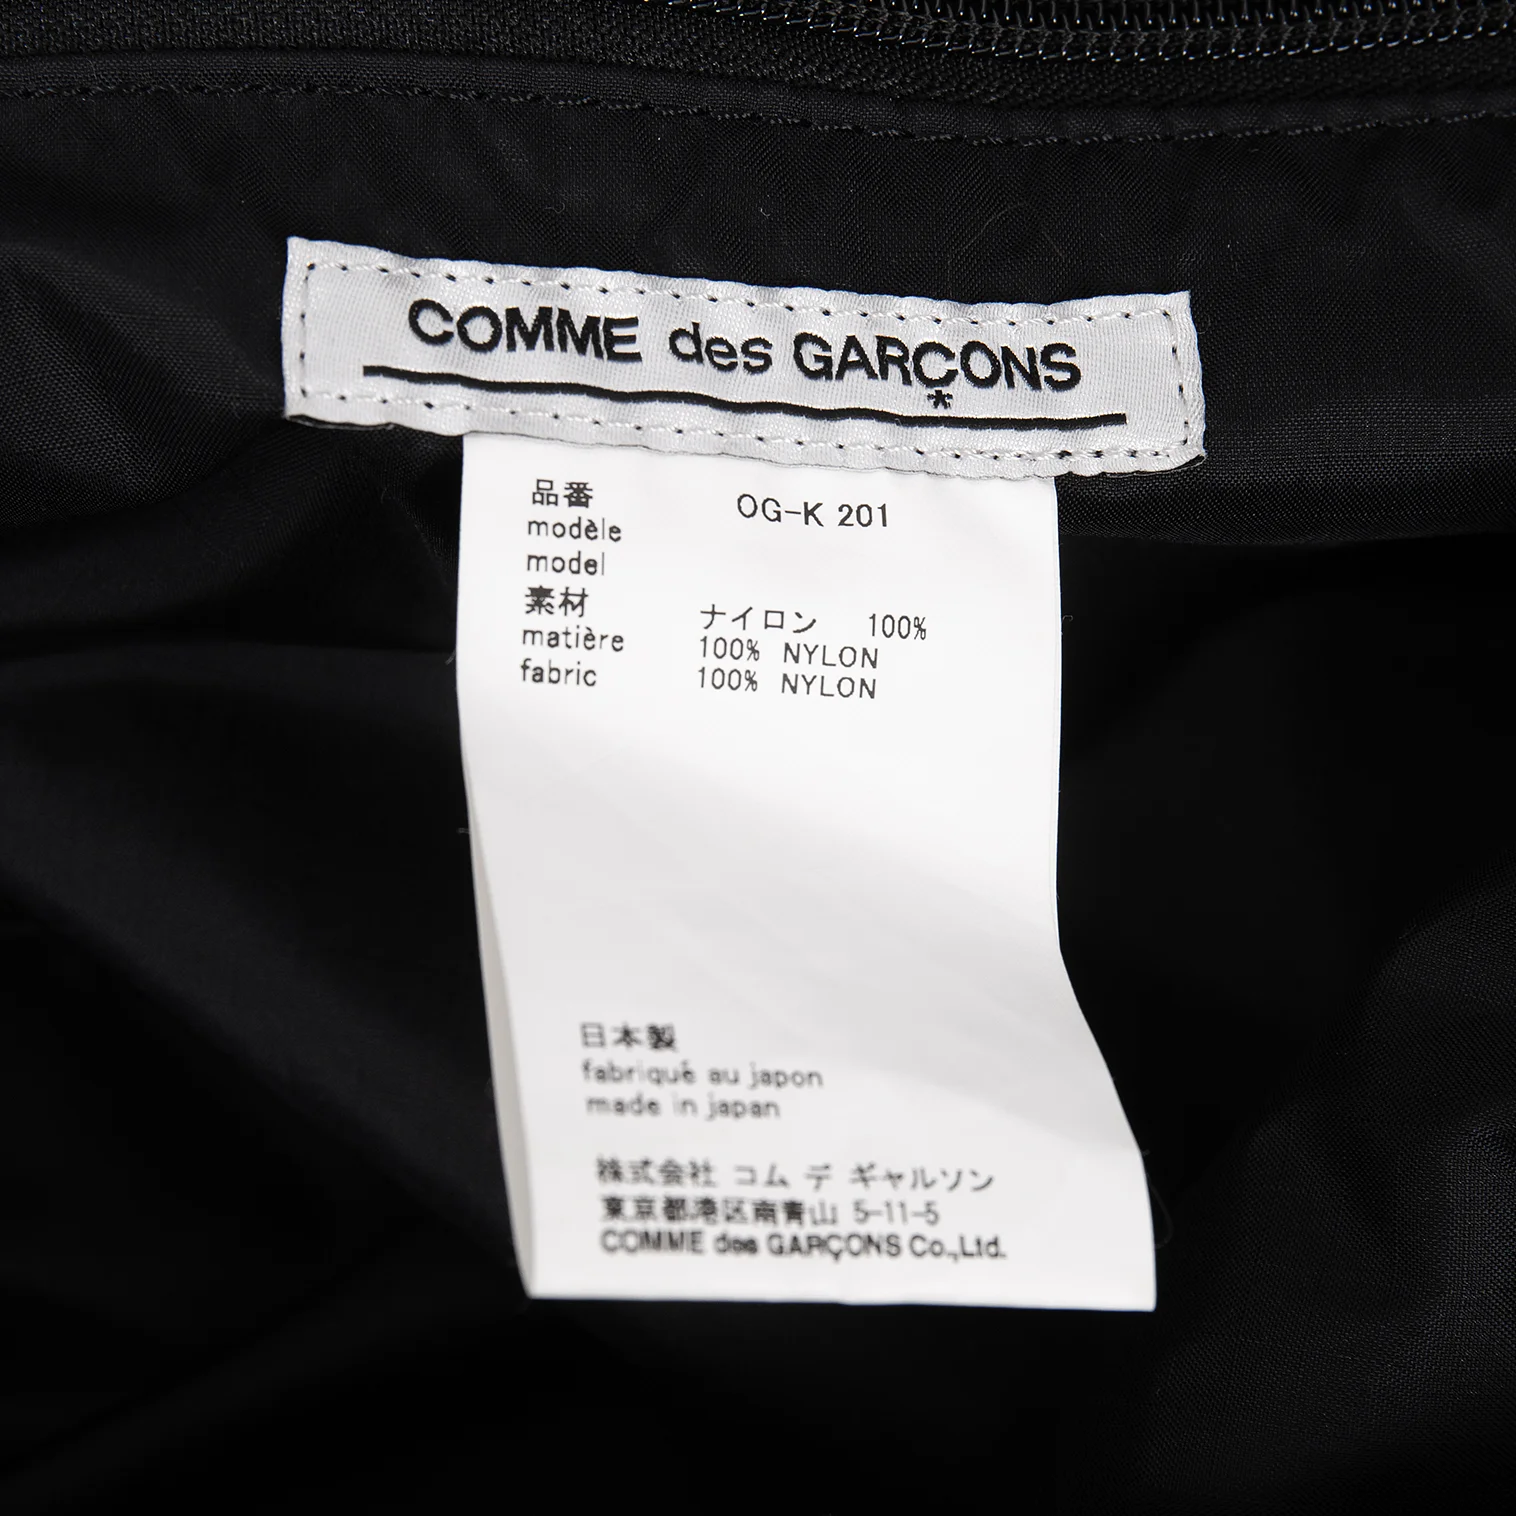 COMME des GARÇONS
*
品番 OG-K 201
modèle
model
素材 ナイロン 100%
matière 100% NYLON
fabric 100% NYLON
日本製
fabriqué au japon
made in japan
株式会社 コム デ ギャルソン
東京都港区南青山 5-11-5
COMME des GARÇONS Co.,Ltd.